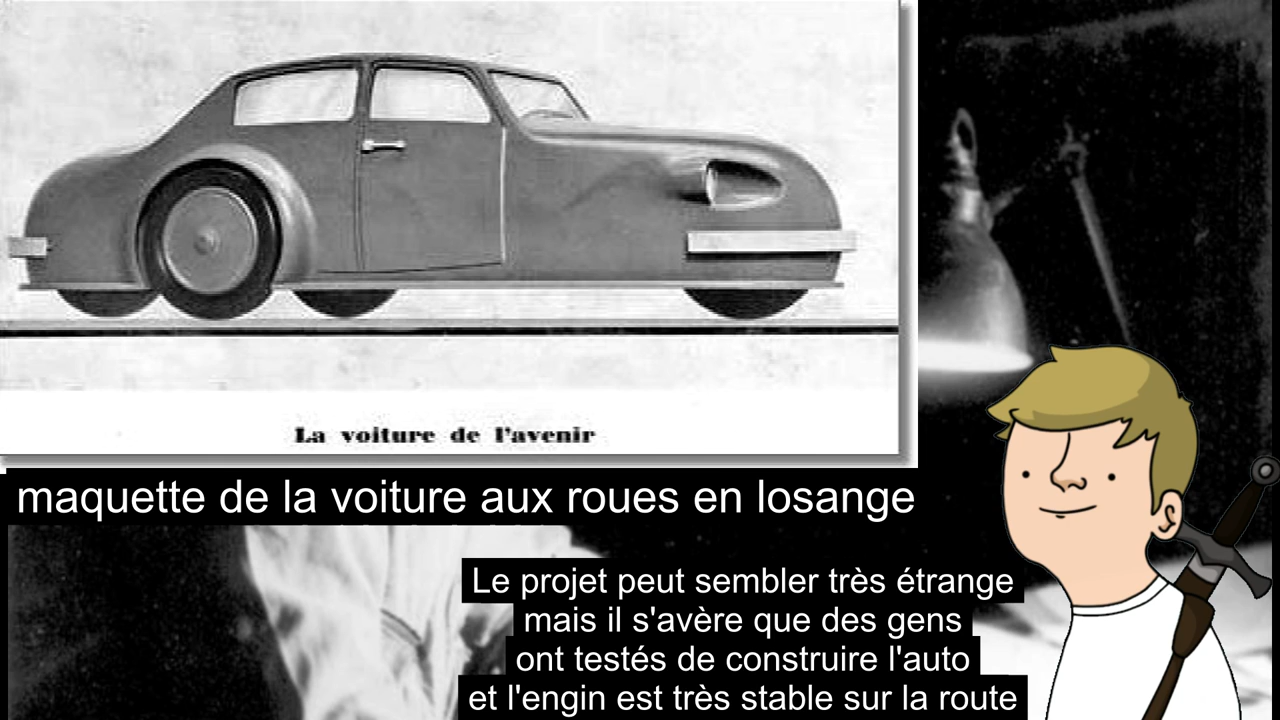 La voiture de l'avenir
maquette de la voiture aux roues en losange
Le projet peut sembler très étrange
mais il s'avère que des gens
ont testés de construire l'auto
et l'engin est très stable sur la route